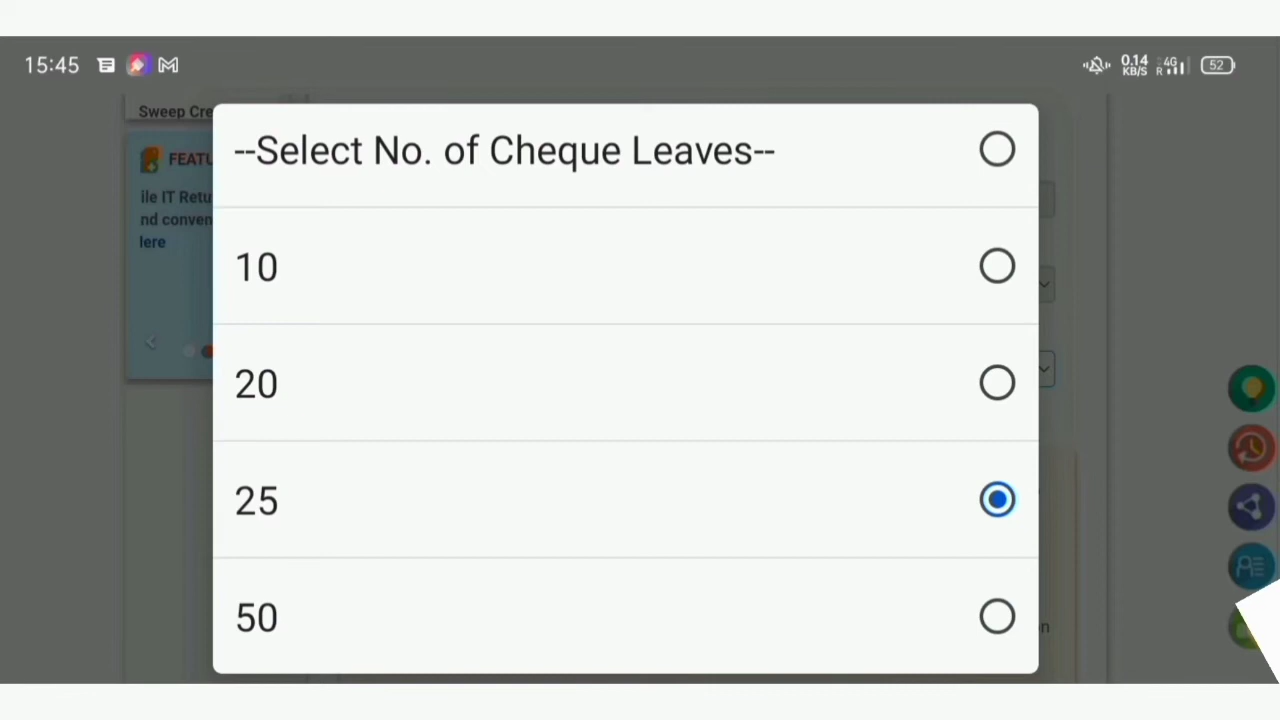 15:45
0.14
KB/S
4G
R
52
Sweep Cre
--Select No. of Cheque Leaves--
FEATU
ile IT Retu
nd conven
lere
10
20
25
50
n